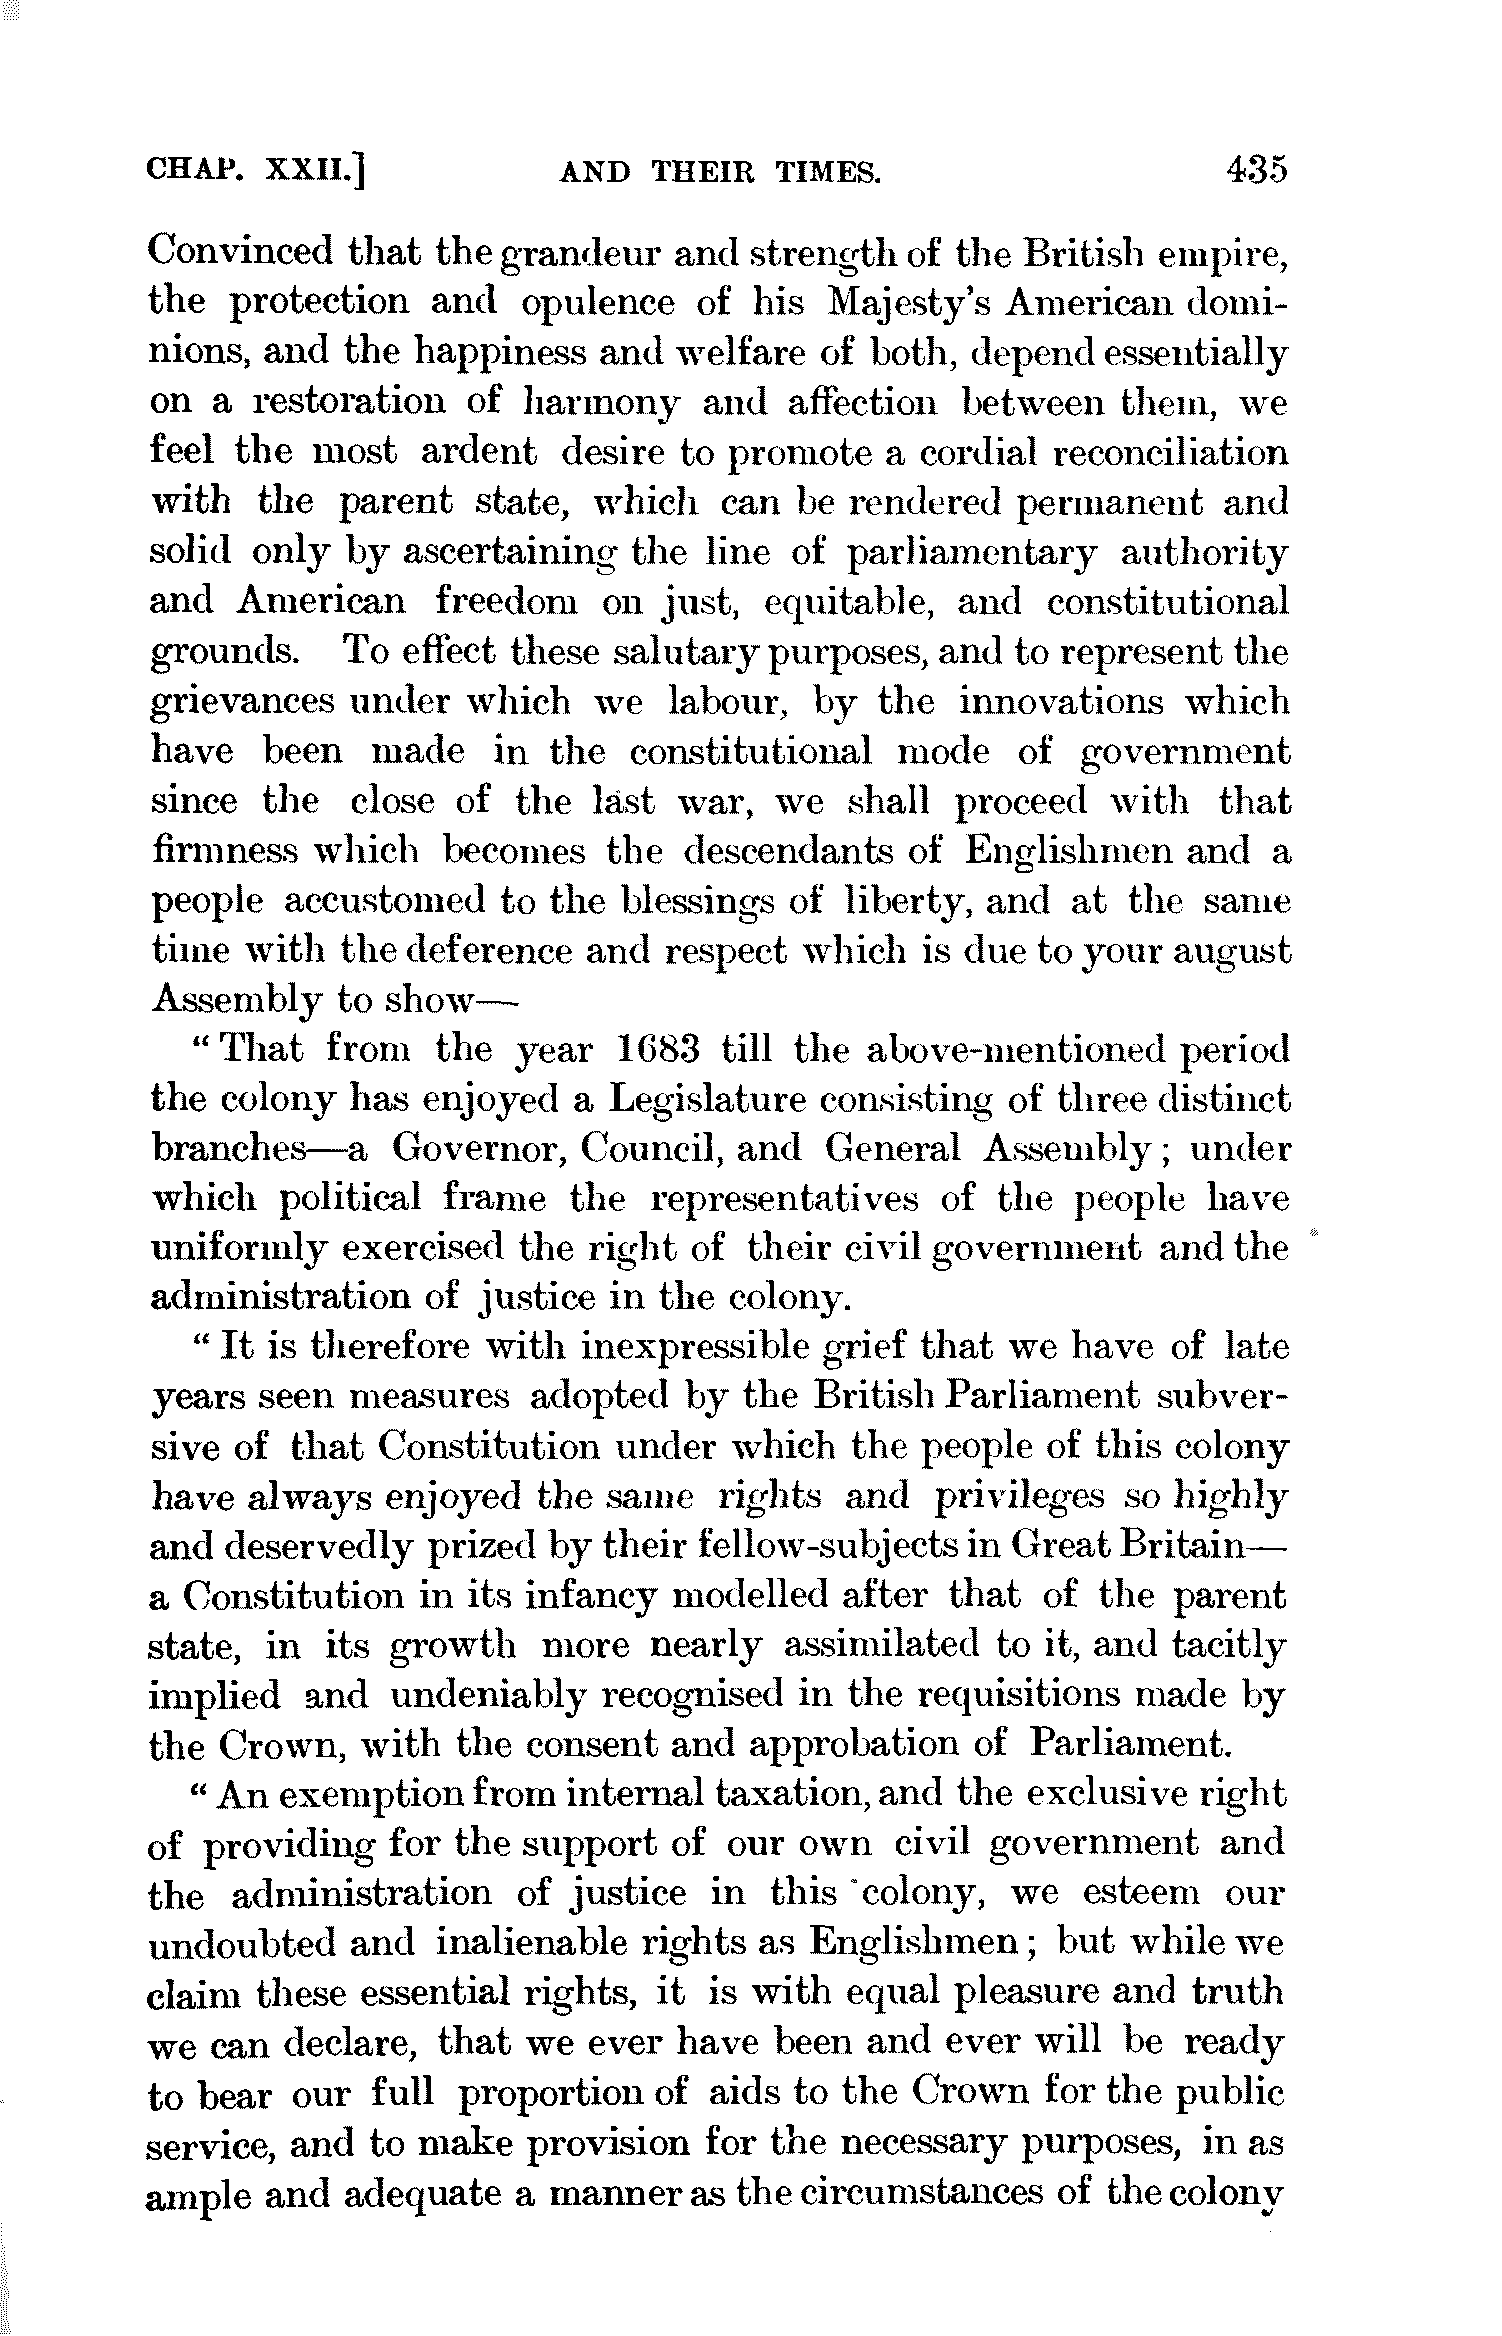 CHAP. XXII.] AND THEIR TIMES. 435
Convinced that the grandeur and strength of the British empire,
the protection and opulence of his Majesty's American domi-
nions, and the happiness and welfare of both, depend essentially
on a restoration of harmony and affection between them, we
feel the most ardent desire to promote a cordial reconciliation
with the parent state, which can be rendered permanent and
solid only by ascertaining the line of parliamentary authority
and American freedom on just, equitable, and constitutional
grounds. To effect these salutary purposes, and to represent the
grievances under which we labour, by the innovations which
have been made in the constitutional mode of government
since the close of the last war, we shall proceed with that
firmness which becomes the descendants of Englishmen and a
people accustomed to the blessings of liberty, and at the same
time with the deference and respect which is due to your august
Assembly to show—
"That from the year 1683 till the above-mentioned period
the colony has enjoyed a Legislature consisting of three distinct
branches—a Governor, Council, and General Assembly; under
which political frame the representatives of the people have
uniformly exercised the right of their civil government and the
administration of justice in the colony.
"It is therefore with inexpressible grief that we have of late
years seen measures adopted by the British Parliament subver-
sive of that Constitution under which the people of this colony
have always enjoyed the same rights and privileges so highly
and deservedly prized by their fellow-subjects in Great Britain—
a Constitution in its infancy modelled after that of the parent
state, in its growth more nearly assimilated to it, and tacitly
implied and undeniably recognised in the requisitions made by
the Crown, with the consent and approbation of Parliament.
"An exemption from internal taxation, and the exclusive right
of providing for the support of our own civil government and
the administration of justice in this colony, we esteem our
undoubted and inalienable rights as Englishmen; but while we
claim these essential rights, it is with equal pleasure and truth
we can declare, that we ever have been and ever will be ready
to bear our full proportion of aids to the Crown for the public
service, and to make provision for the necessary purposes, in as
ample and adequate a manner as the circumstances of the colony